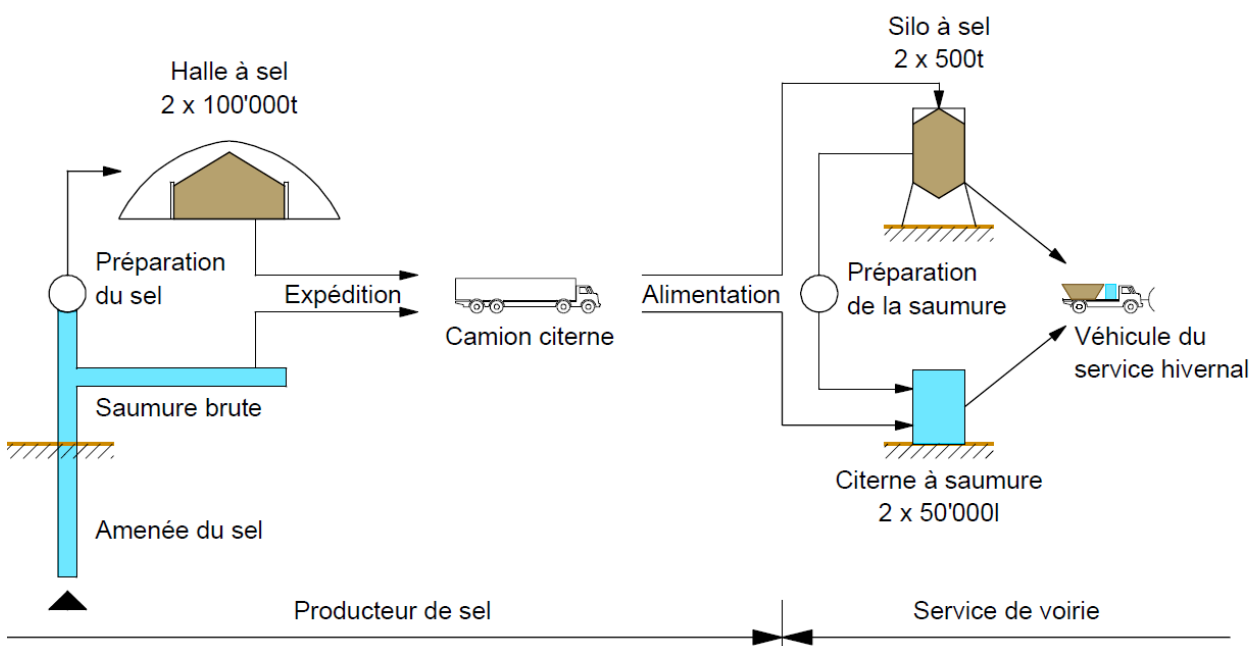 Silo à sel
2 x 500t
Halle à sel
2 x 100'000t
Préparation
du sel
Expédition
Camion citerne
Alimentation
Préparation
de la saumure
Véhicule du
service hivernal
Saumure brute
Citerne à saumure
2 x 50'000l
Amenée du sel
Producteur de sel
Service de voirie